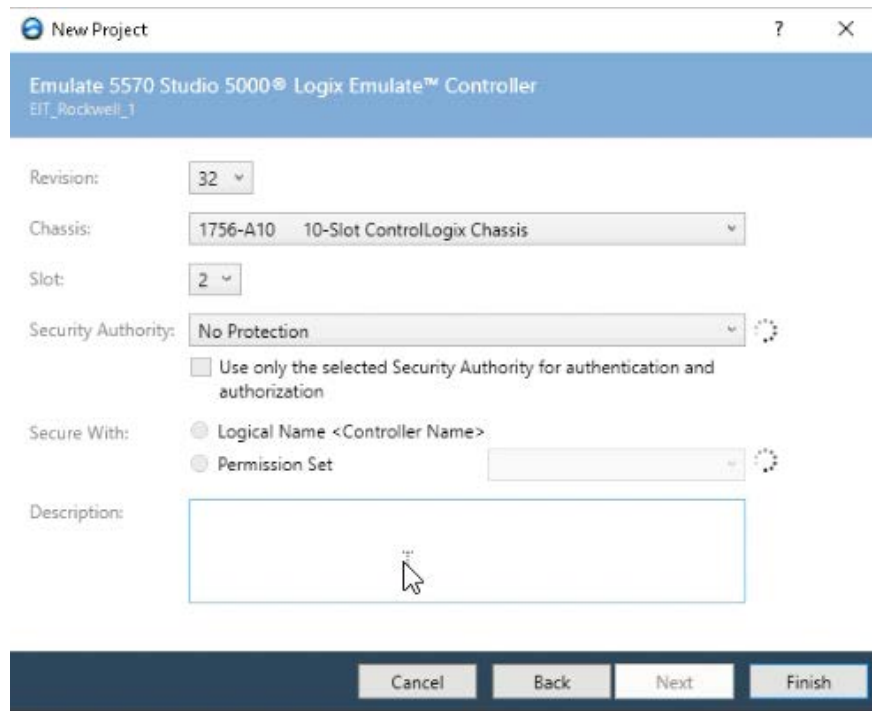 New Project
Emulate 5570 Studio 5000® Logix Emulate™ Controller
EIT_Rockwell_1
Revision: 32
Chassis: 1756-A10 10-Slot ControlLogix Chassis
Slot: 2
Security Authority: No Protection
Use only the selected Security Authority for authentication and
authorization
Secure With: Logical Name <Controller Name>
Permission Set
Description:
Cancel Back Next Finish